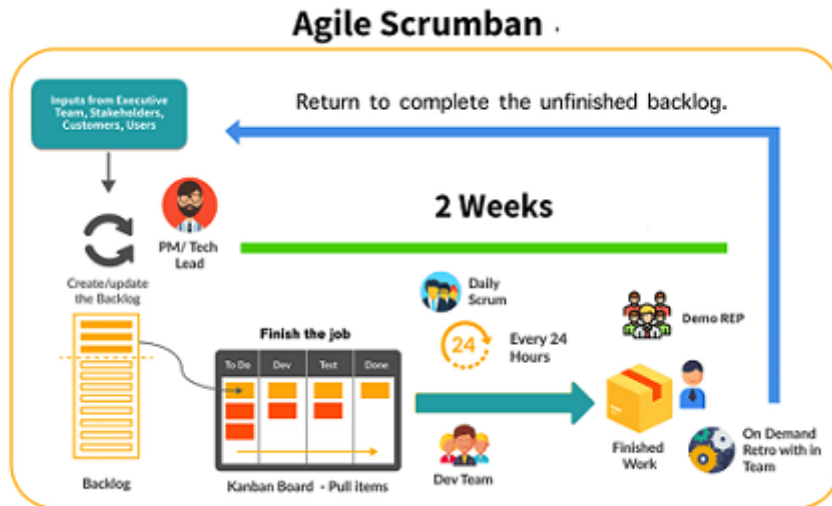 Agile Scrumban .
Inputs from Executive
Team, Stakeholders,
Customers, Users
Return to complete the unfinished backlog.
2 Weeks
PM/ Tech
Lead
Create/update
the Backlog
Daily
Scrum
Demo REP
Finish the job
24
Every 24
Hours
To Do Dev Test Done
On Demand
Retro with in
Team
Finished
Work
Dev Team
Backlog
Kanban Board - Pull items